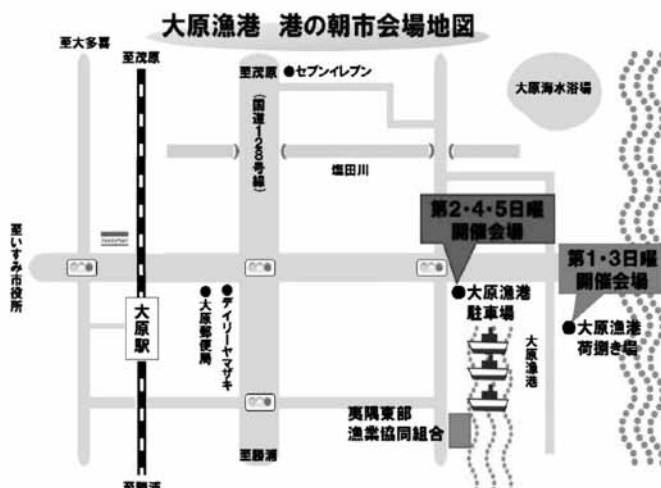 大原漁港 港の朝市会場地図
至大多喜
至茂原
至茂原
●セブンイレブン
大原海水浴場
（国道128号線）
塩田川
第2・4・5日曜
開催会場
第1・3日曜
開催会場
至いすみ市役所
FamilyMart
●大原漁港
駐車場
●大原漁港
荷捌き場
大原漁港
大原駅
●大原郵便局
●デイリーヤマザキ
夷隅東部
漁業協同組合
至勝浦
至勝浦